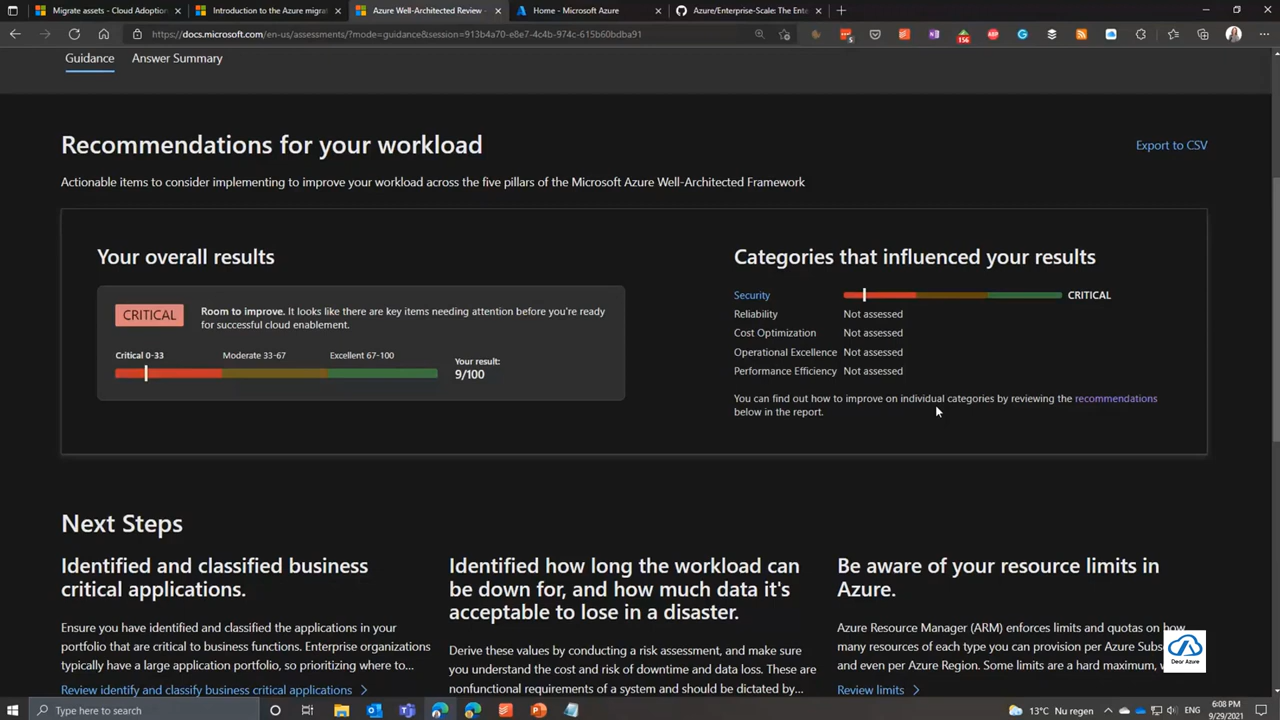 Migrate assets - Cloud Adoption
Introduction to the Azure migrat
Azure Well-Architected Review -
Home - Microsoft Azure
Azure/Enterprise-Scale: The Ente
https://docs.microsoft.com/en-us/assessments/?mode=guidance&session=913b4a70-e8e7-4c4b-974c-615b60bdba91
5
156
ABP
Guidance
Answer Summary
Recommendations for your workload
Export to CSV
Actionable items to consider implementing to improve your workload across the five pillars of the Microsoft Azure Well-Architected Framework
Your overall results
CRITICAL
Room to improve. It looks like there are key items needing attention before you're ready
for successful cloud enablement.
Critical 0-33
Moderate 33-67
Excellent 67-100
Your result:
9/100
Categories that influenced your results
Security
CRITICAL
Reliability
Not assessed
Cost Optimization
Not assessed
Operational Excellence
Not assessed
Performance Efficiency
Not assessed
You can find out how to improve on individual categories by reviewing the recommendations
below in the report.
Next Steps
Identified and classified business
critical applications.
Ensure you have identified and classified the applications in your
portfolio that are critical to business functions. Enterprise organizations
typically have a large application portfolio, so prioritizing where to...
Review identify and classify business critical applications
Identified how long the workload can
be down for, and how much data it's
acceptable to lose in a disaster.
Derive these values by conducting a risk assessment, and make sure
you understand the cost and risk of downtime and data loss. These are
nonfunctional requirements of a system and should be dictated by...
Be aware of your resource limits in
Azure.
Azure Resource Manager (ARM) enforces limits and quotas on how
many resources of each type you can provision per Azure Subs
and even per Azure Region. Some limits are a hard maximum,
Review limits
Dear Azure
Type here to search
13°C Nu regen
ENG
6:08 PM
9/29/2021